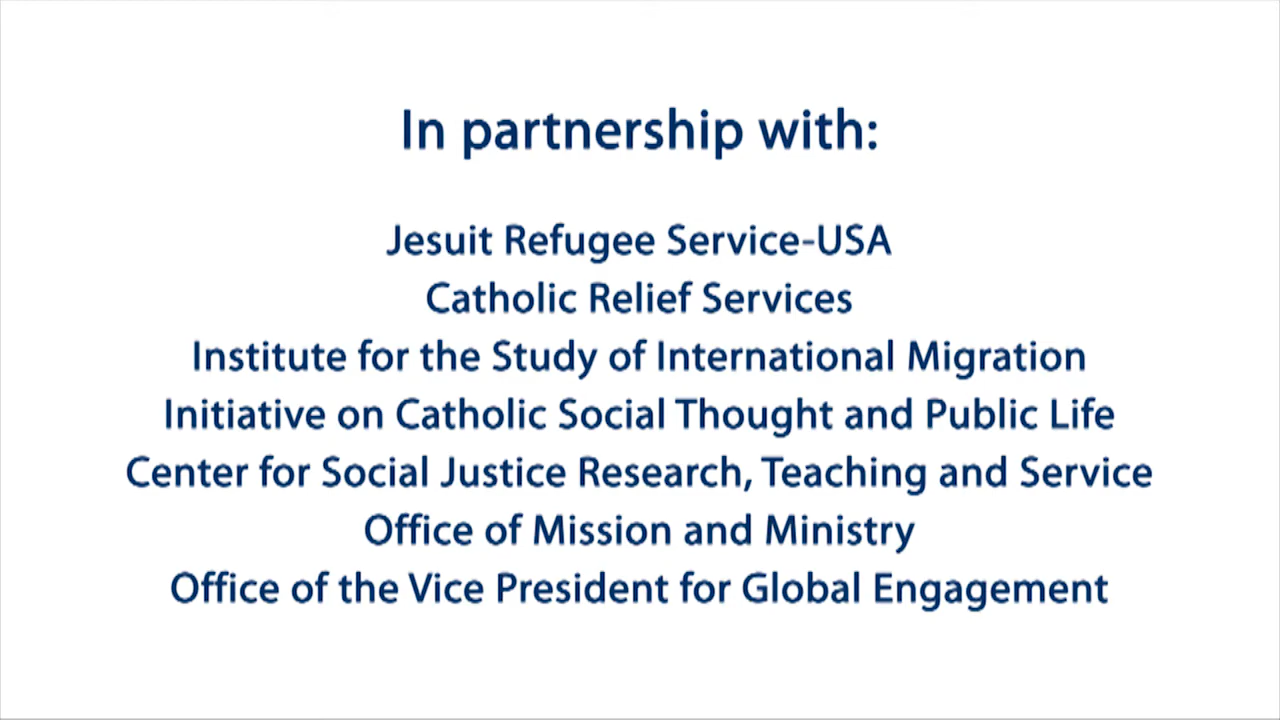 In partnership with:
Jesuit Refugee Service-USA
Catholic Relief Services
Institute for the Study of International Migration
Initiative on Catholic Social Thought and Public Life
Center for Social Justice Research, Teaching and Service
Office of Mission and Ministry
Office of the Vice President for Global Engagement